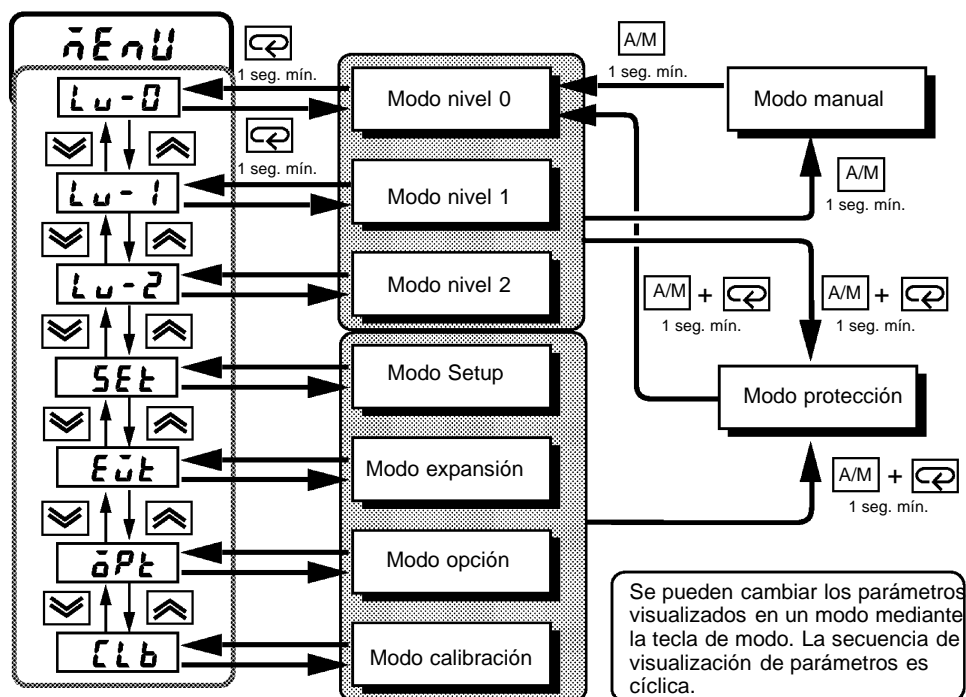 mEnU
Lv-0
Lv-1
Lv-2
SEt
EXt
oPt
CLb
1 seg. mín.
1 seg. mín.
Modo nivel 0
Modo nivel 1
Modo nivel 2
Modo Setup
Modo expansión
Modo opción
Modo calibración
A/M
1 seg. mín.
Modo manual
A/M
1 seg. mín.
A/M +
1 seg. mín.
A/M +
1 seg. mín.
Modo protección
A/M +
1 seg. mín.
Se pueden cambiar los parámetros
visualizados en un modo mediante
la tecla de modo. La secuencia de
visualización de parámetros es
cíclica.